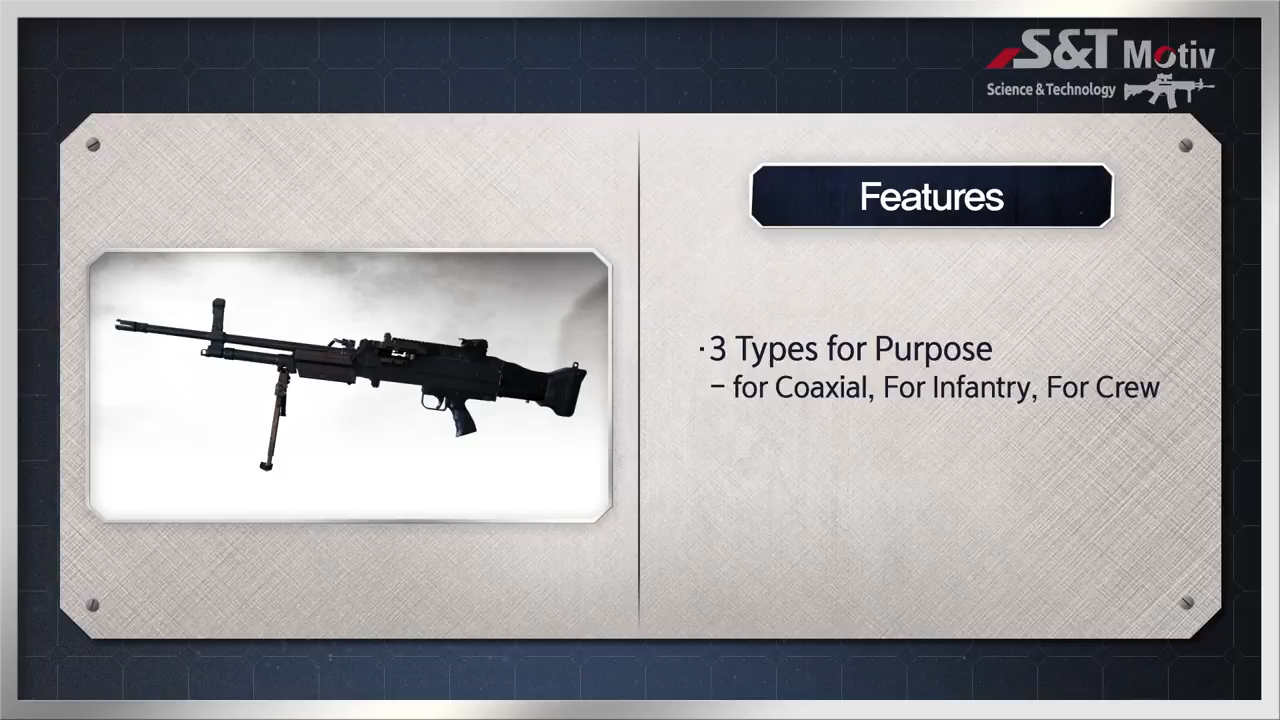 S&T Motiv
Science & Technology
Features
·3 Types for Purpose
– for Coaxial, For Infantry, For Crew